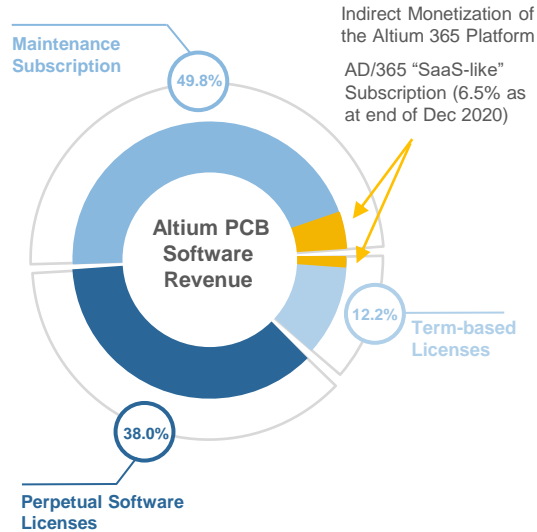 Indirect Monetization of
the Altium 365 Platform
AD/365 “SaaS-like”
Subscription (6.5% as
at end of Dec 2020)
Maintenance
Subscription
49.8%
Altium PCB
Software
Revenue
12.2%
Term-based
Licenses
38.0%
Perpetual Software
Licenses